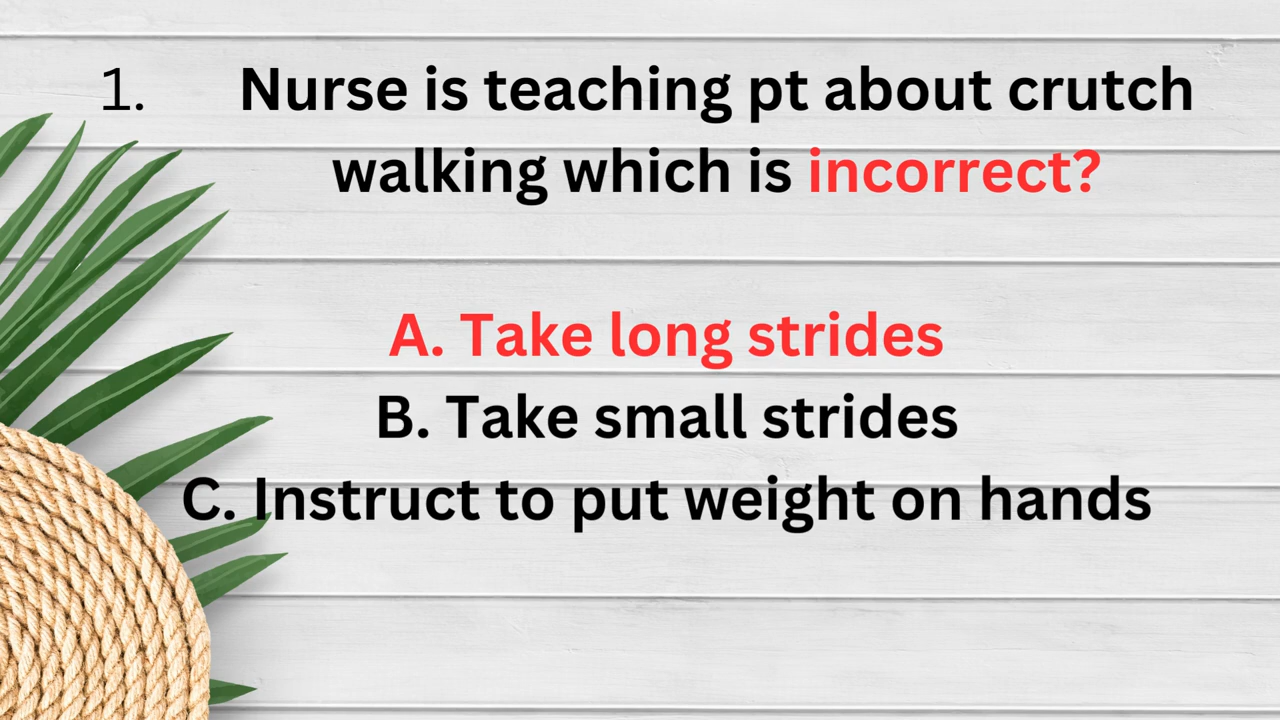 1. Nurse is teaching pt about crutch
walking which is incorrect?
A. Take long strides
B. Take small strides
C. Instruct to put weight on hands